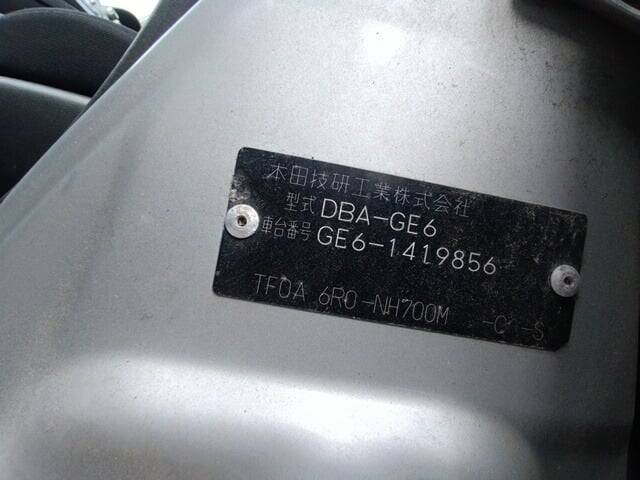 本田技研工業株式会社
型式 DBA-GE6
車台番号 GE6-1419856
TF0A 6R0-NH700M -C1-S